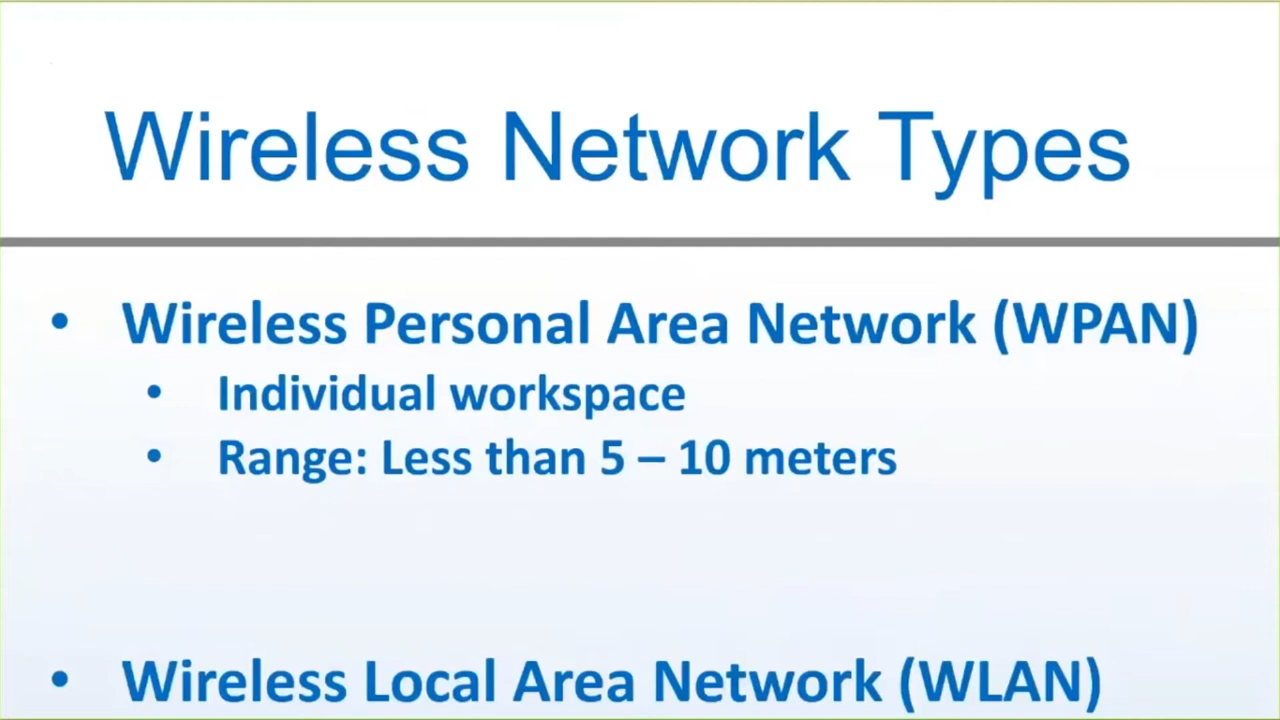 Wireless Network Types
• Wireless Personal Area Network (WPAN)
• Individual workspace
• Range: Less than 5 – 10 meters
• Wireless Local Area Network (WLAN)